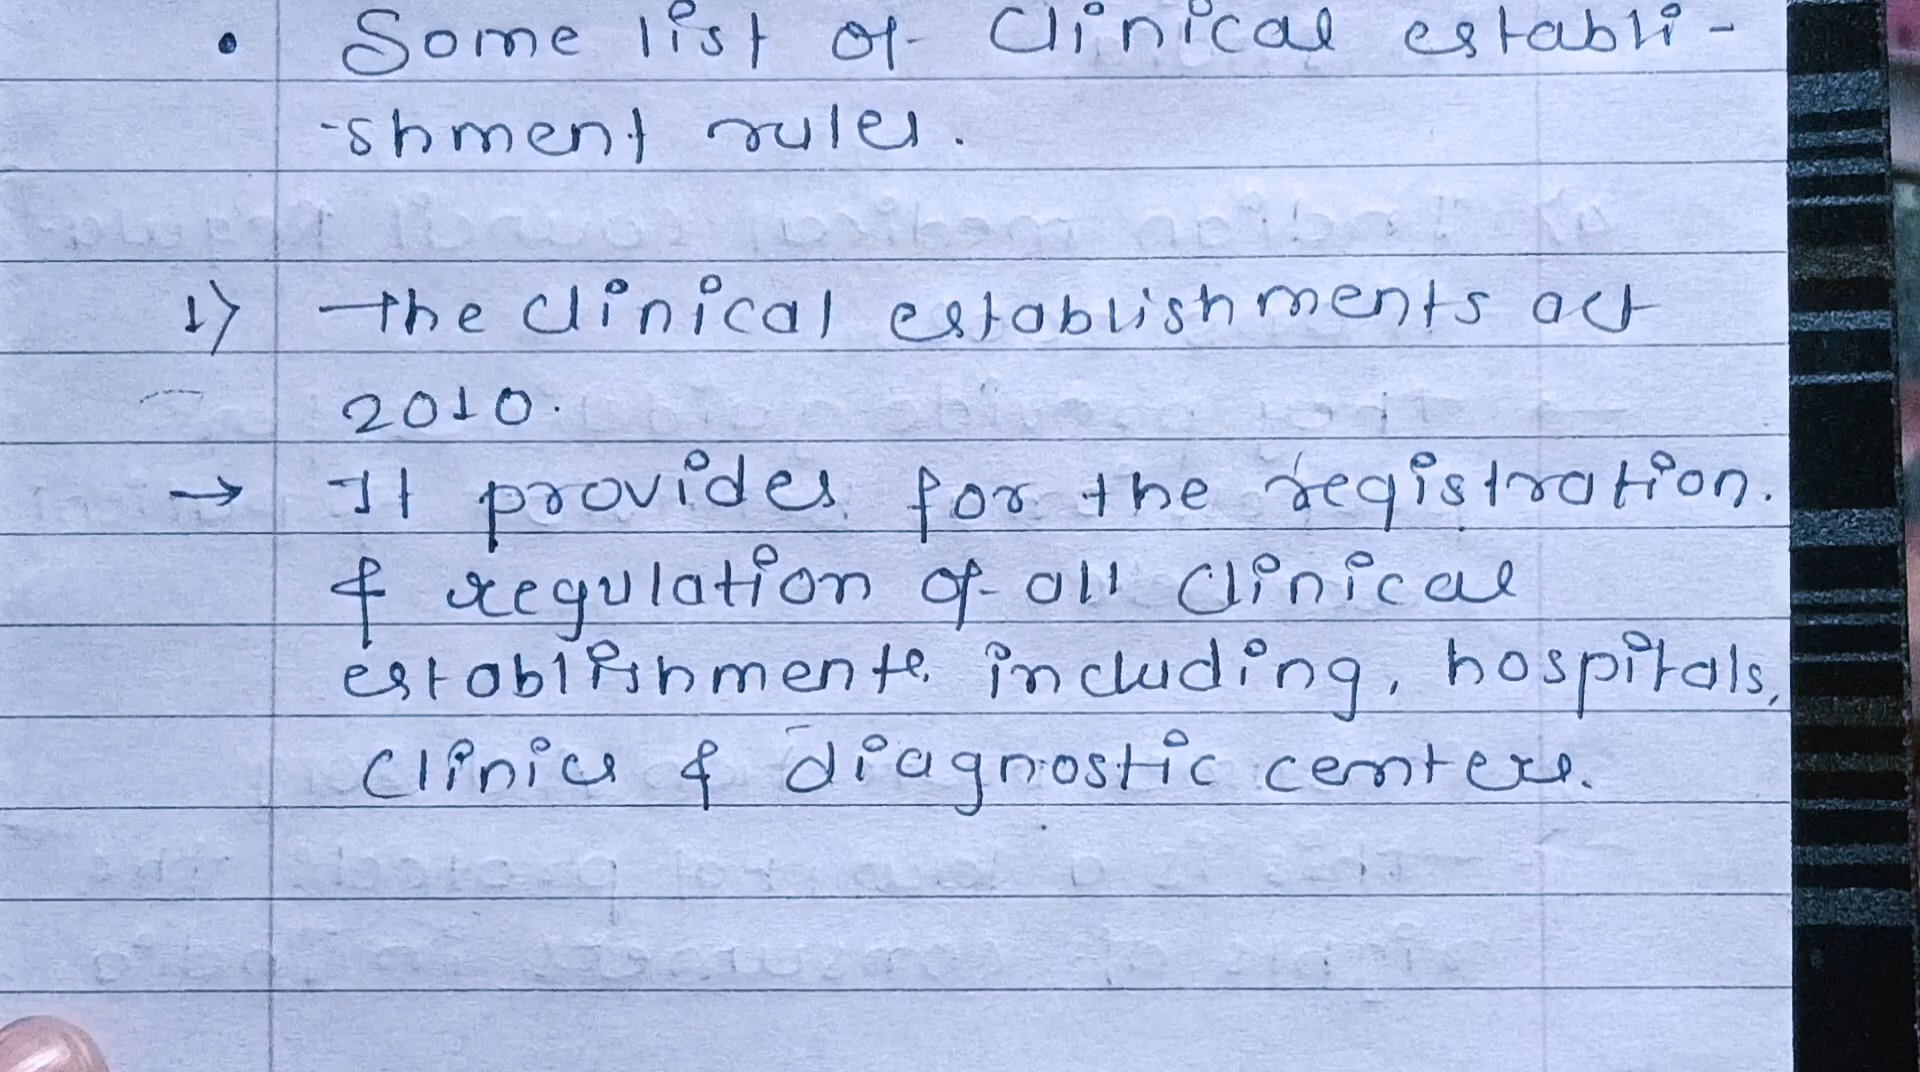 • Some list of Clinical establi-
-shment rules.
1) The clinical establishments act
2010.
→ It provides for the registration.
& regulation of all clinical
establishments including, hospitals,
clinics & diagnostic centers.